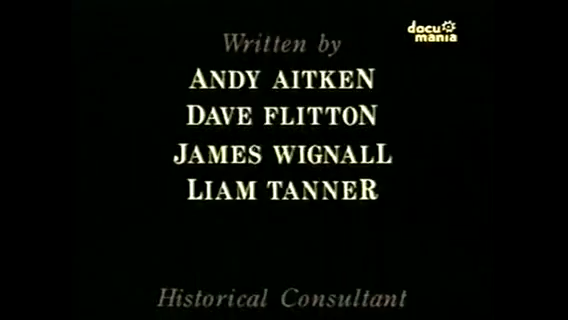 docu
mania
Written by
ANDY AITKEN
DAVE FLITTON
JAMES WIGNALL
LIAM TANNER
Historical Consultant